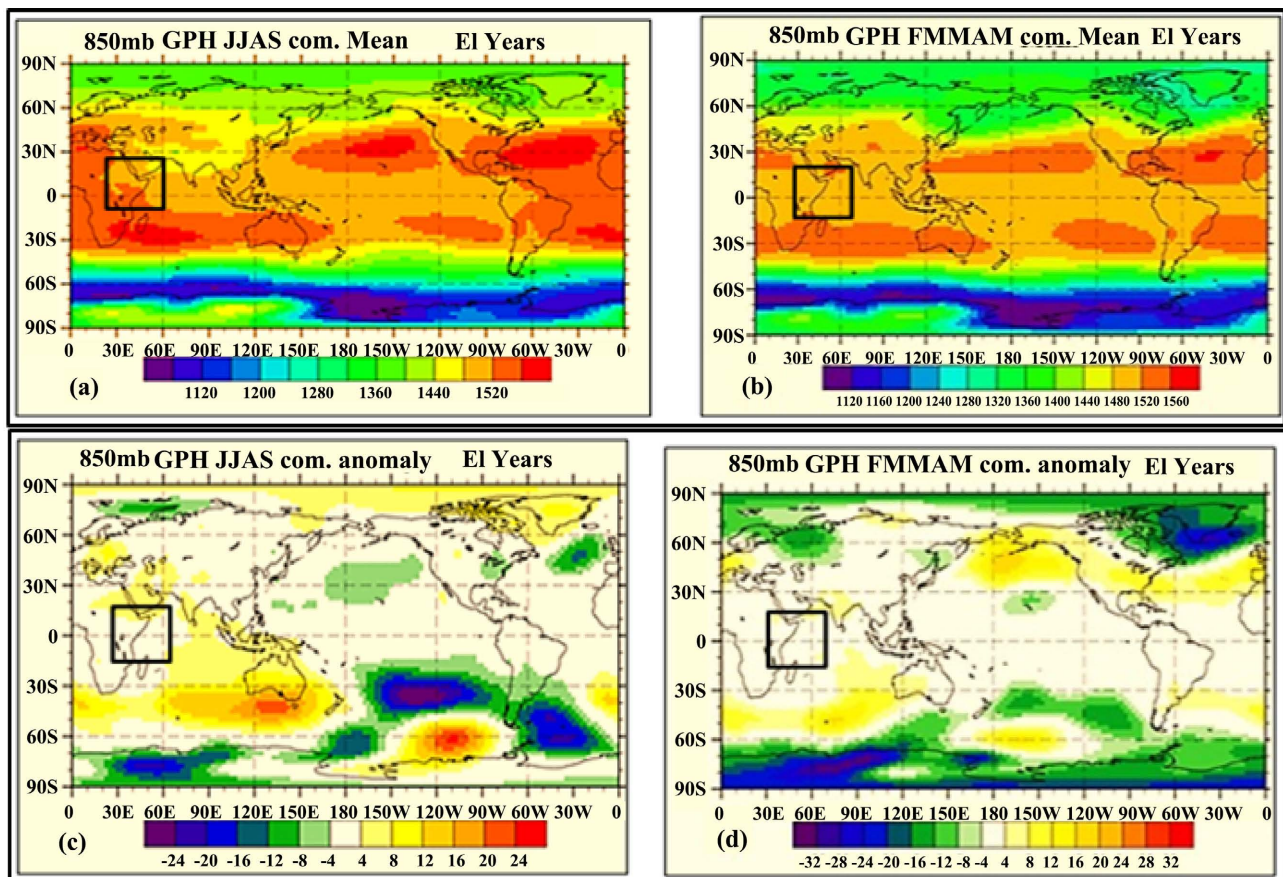 850mb GPH JJAS com. Mean El Years
90N
60N
30N
0
30S
60S
90S
0 30E 60E 90E 120E 150E 180E 150W 120W 90W 60W 30W 0
(a)
1120 1200 1280 1360 1440 1520
850mb GPH FMMAM com. Mean El Years
90N
60N
30N
0
30S
60S
90S
0 30E 60E 90E 120E 150E 180E 150W 120W 90W 60W 30W 0
(b)
1120 1160 1200 1240 1280 1320 1360 1400 1440 1480 1520 1560
850mb GPH JJAS com. anomaly El Years
90N
60N
30N
0
30S
60S
90S
0 30E 60E 90E 120E 150E 180E 150W 120W 90W 60W 30W 0
(c)
-24 -20 -16 -12 -8 -4 4 8 12 16 20 24
850mb GPH FMMAM com. anomaly El Years
90N
60N
30N
0
30S
60S
90S
0 30E 60E 90E 120E 150E 180E 150W 120W 90W 60W 30W 0
(d)
-32 -28 -24 -20 -16 -12 -8 -4 4 8 12 16 20 24 28 32